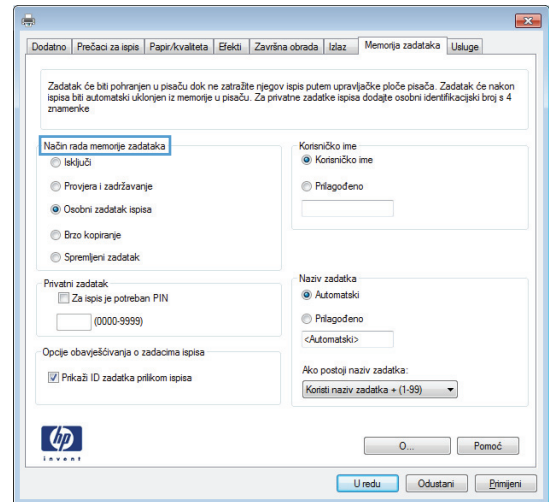 Dodatno Prečaci za ispis Papir/kvaliteta Efekti Završna obrada Izlaz Memorija zadataka Usluge
Zadatak će biti pohranjen u pisaču dok ne zatražite njegov ispis putem upravljačke ploče pisača. Zadatak će nakon
ispisa biti automatski uklonjen iz memorije u pisaču. Za privatne zadatke ispisa dodajte osobni identifikacijski broj s 4
znamenke
Način rada memorije zadataka
Isključi
Provjera i zadržavanje
Osobni zadatak ispisa
Brzo kopiranje
Spremljeni zadatak
Korisničko ime
Korisničko ime
Prilagođeno
Privatni zadatak
Za ispis je potreban PIN
(0000-9999)
Naziv zadatka
Automatski
Prilagođeno
<Automatski>
Opcije obavješćivanja o zadacima ispisa
Prikaži ID zadatka prilikom ispisa
Ako postoji naziv zadatka:
Koristi naziv zadatka + (1-99)
hp
invent
O... Pomoć
U redu Odustani Primijeni